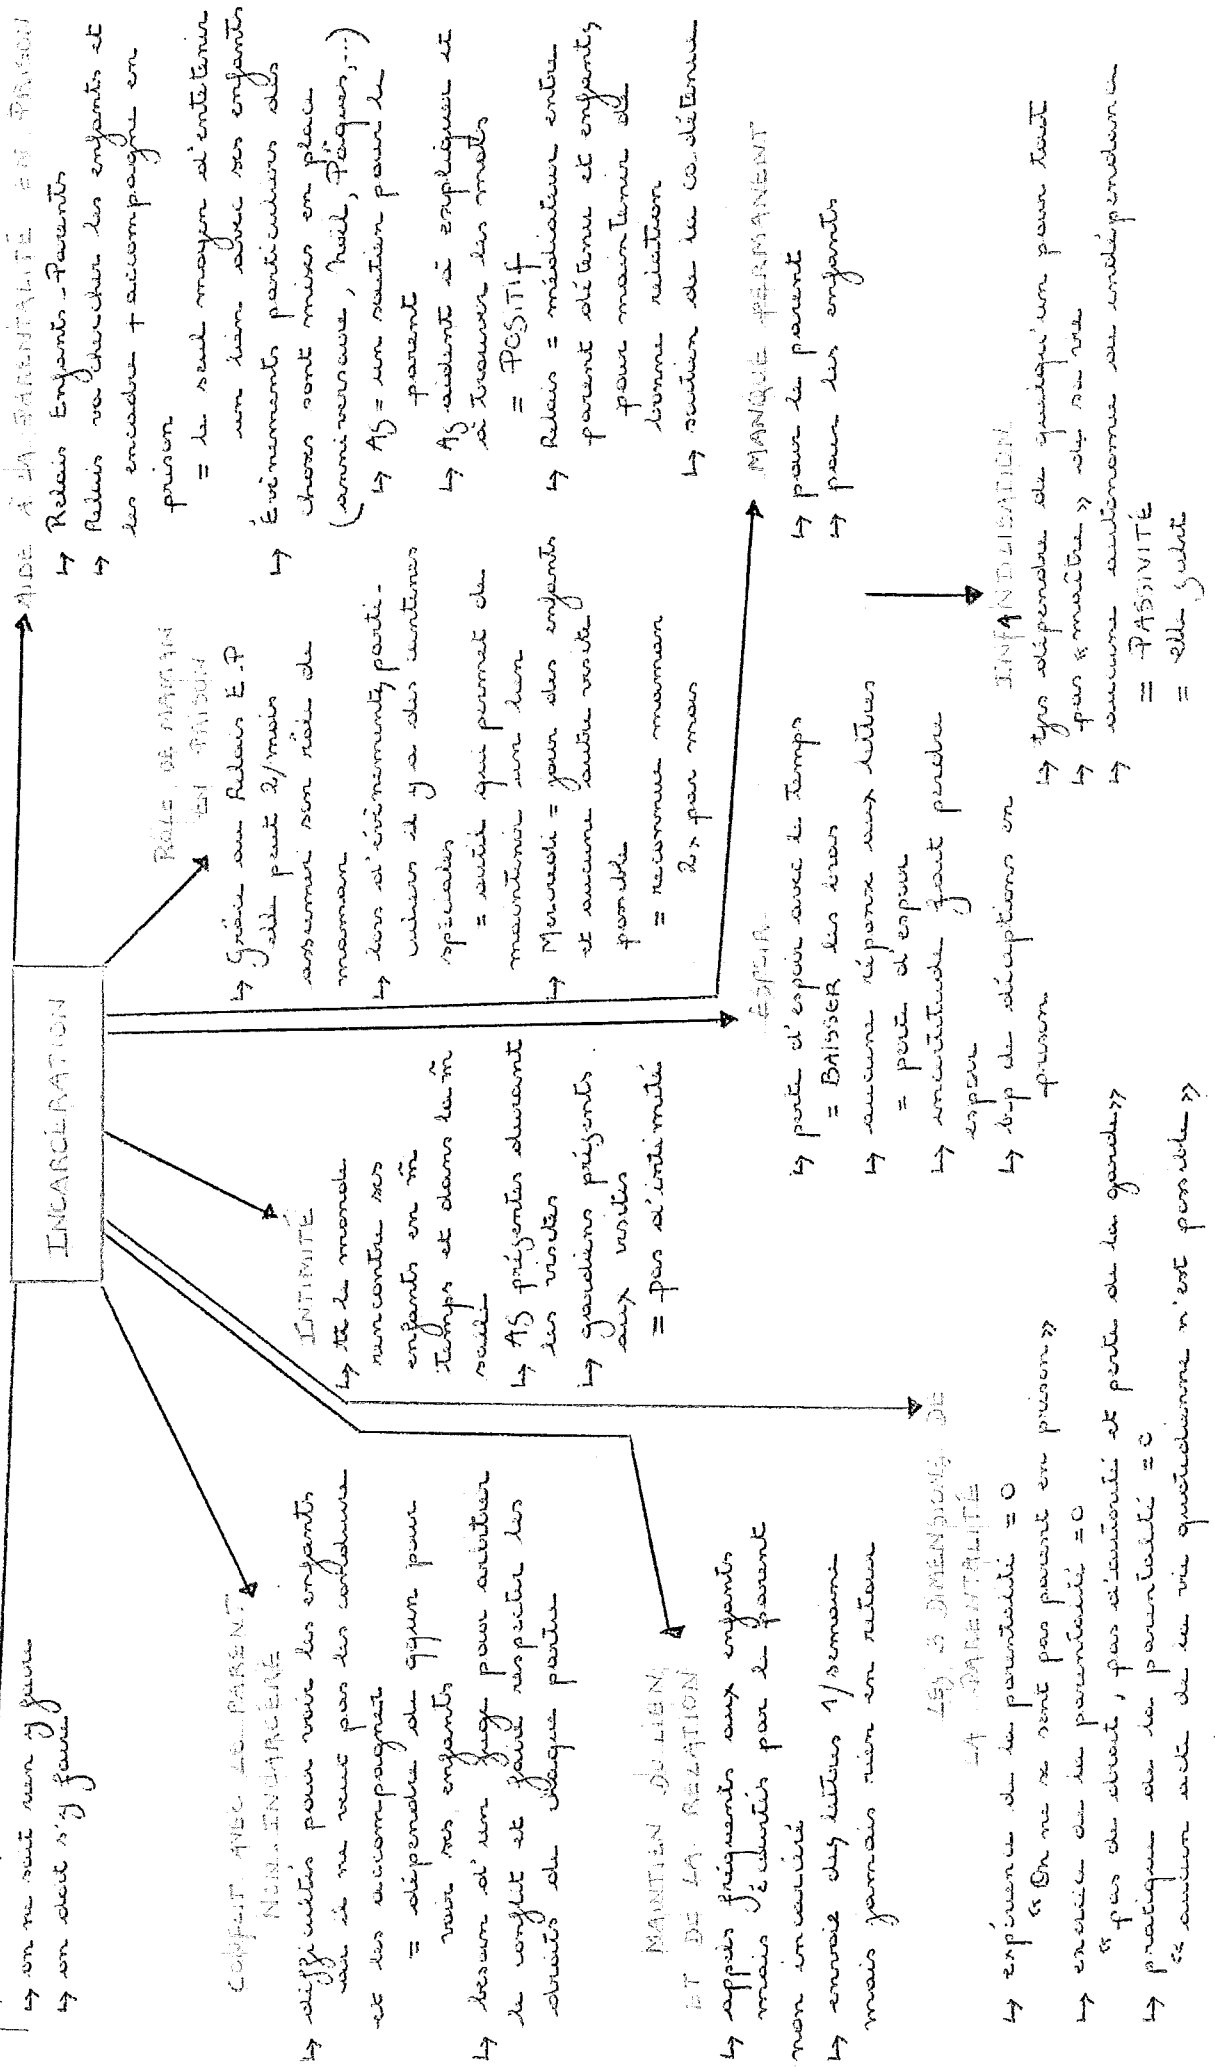 INCARCÉRATION
↳ on ne sait rien y faire
↳ on doit s'y faire
CONFLIT AVEC LE PARENT
NON-INCARCÉRÉ
↳ difficultés pour voir les enfants
car il ne veut pas les conduire
et les accompagner
= dépendre de qqun pour
voir ses enfants
↳ besoin d'un juge pour arbitrer
le conflit et faire respecter les
droits de chaque partie
MAINTIEN DU LIEN
ET DE LA RELATION
↳ appels fréquents aux enfants
mais écourtés par le parent
non incarcéré
↳ envoie des lettres 1/semaine
mais jamais rien en retour
LES 3 DIMENSIONS DE
LA PARENTALITÉ
↳ expérience de la parentalité = 0
"On ne se sent pas parent en prison"
↳ exercice de la parentalité = 0
"pas de droit, pas d'autorité et perte de la garde"
↳ pratique de la parentalité = 0
"aucun acte de la vie quotidienne n'est possible"
INTIMITÉ
↳ tt le monde
rencontre ses
enfants en m̂
temps et dans la m̂
salle
↳ AS présentes durant
les visites
↳ gardiens présents
aux visites
= pas d'intimité
ESPOIR
↳ perte d'espoir avec le temps
= BAISSER les bras
↳ aucune réponse aux lettres
= perte d'espoir
↳ incertitude fait perdre
espoir
↳ bcp de déceptions en
prison
RÔLE DE MAMAN
EN PRISON
↳ Grâce au Relais E.P
elle peut 2/mois
assumer son rôle de
maman
↳ lors d'événements parti-
culiers il y a des
spéciales
= outil qui permet de
maintenir un lien
↳ Mercredi = jour des enfants
et aucune autre visite
possible
= reconnue maman
2x par mois
AIDE À LA PARENTALITÉ EN PRISON
↳ Relais Enfants-Parents
↳ Relais va chercher les enfants et
les encadre + accompagne en
prison
= le seul moyen d'entetenir
un lien avec ses enfants
↳ Événements particuliers des
choses sont mises en place
(anniversaire, Noël, Pâques,...)
↳ AS = un soutien pour le
parent
↳ AS aident à expliquer et
à trouver les mots
= POSITIF
↳ Relais = médiateur entre
parent détenu et enfants
pour maintenir de
bonne relation
↳ soutien de la co.détenue
MANQUE PERMANENT
↳ pour le parent
↳ pour les enfants
INFANTILISATION
↳ tjrs dépendre de quelqu'un pour tout
↳ pas "maître" de sa vie
↳ aucune autonomie ou indépendance
= PASSIVITÉ
= elle subit